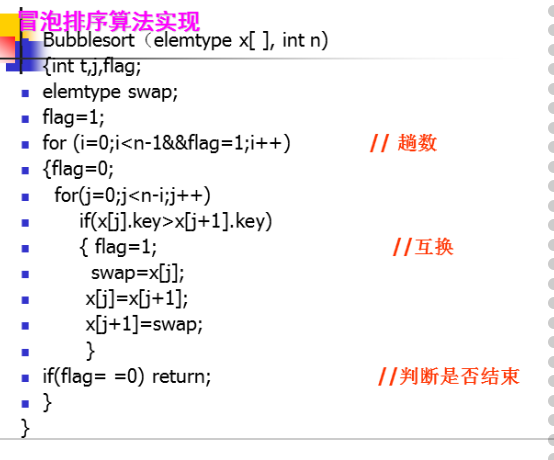 冒泡排序算法实现
Bubblesort（elemtype x[ ], int n)
{int t,j,flag;
elemtype swap;
flag=1;
for (i=0;i<n-1&&flag=1;i++) // 趟数
{flag=0;
for(j=0;j<n-i;j++)
if(x[j].key>x[j+1].key)
{ flag=1; //互换
swap=x[j];
x[j]=x[j+1];
x[j+1]=swap;
}
if(flag= =0) return; //判断是否结束
}
}